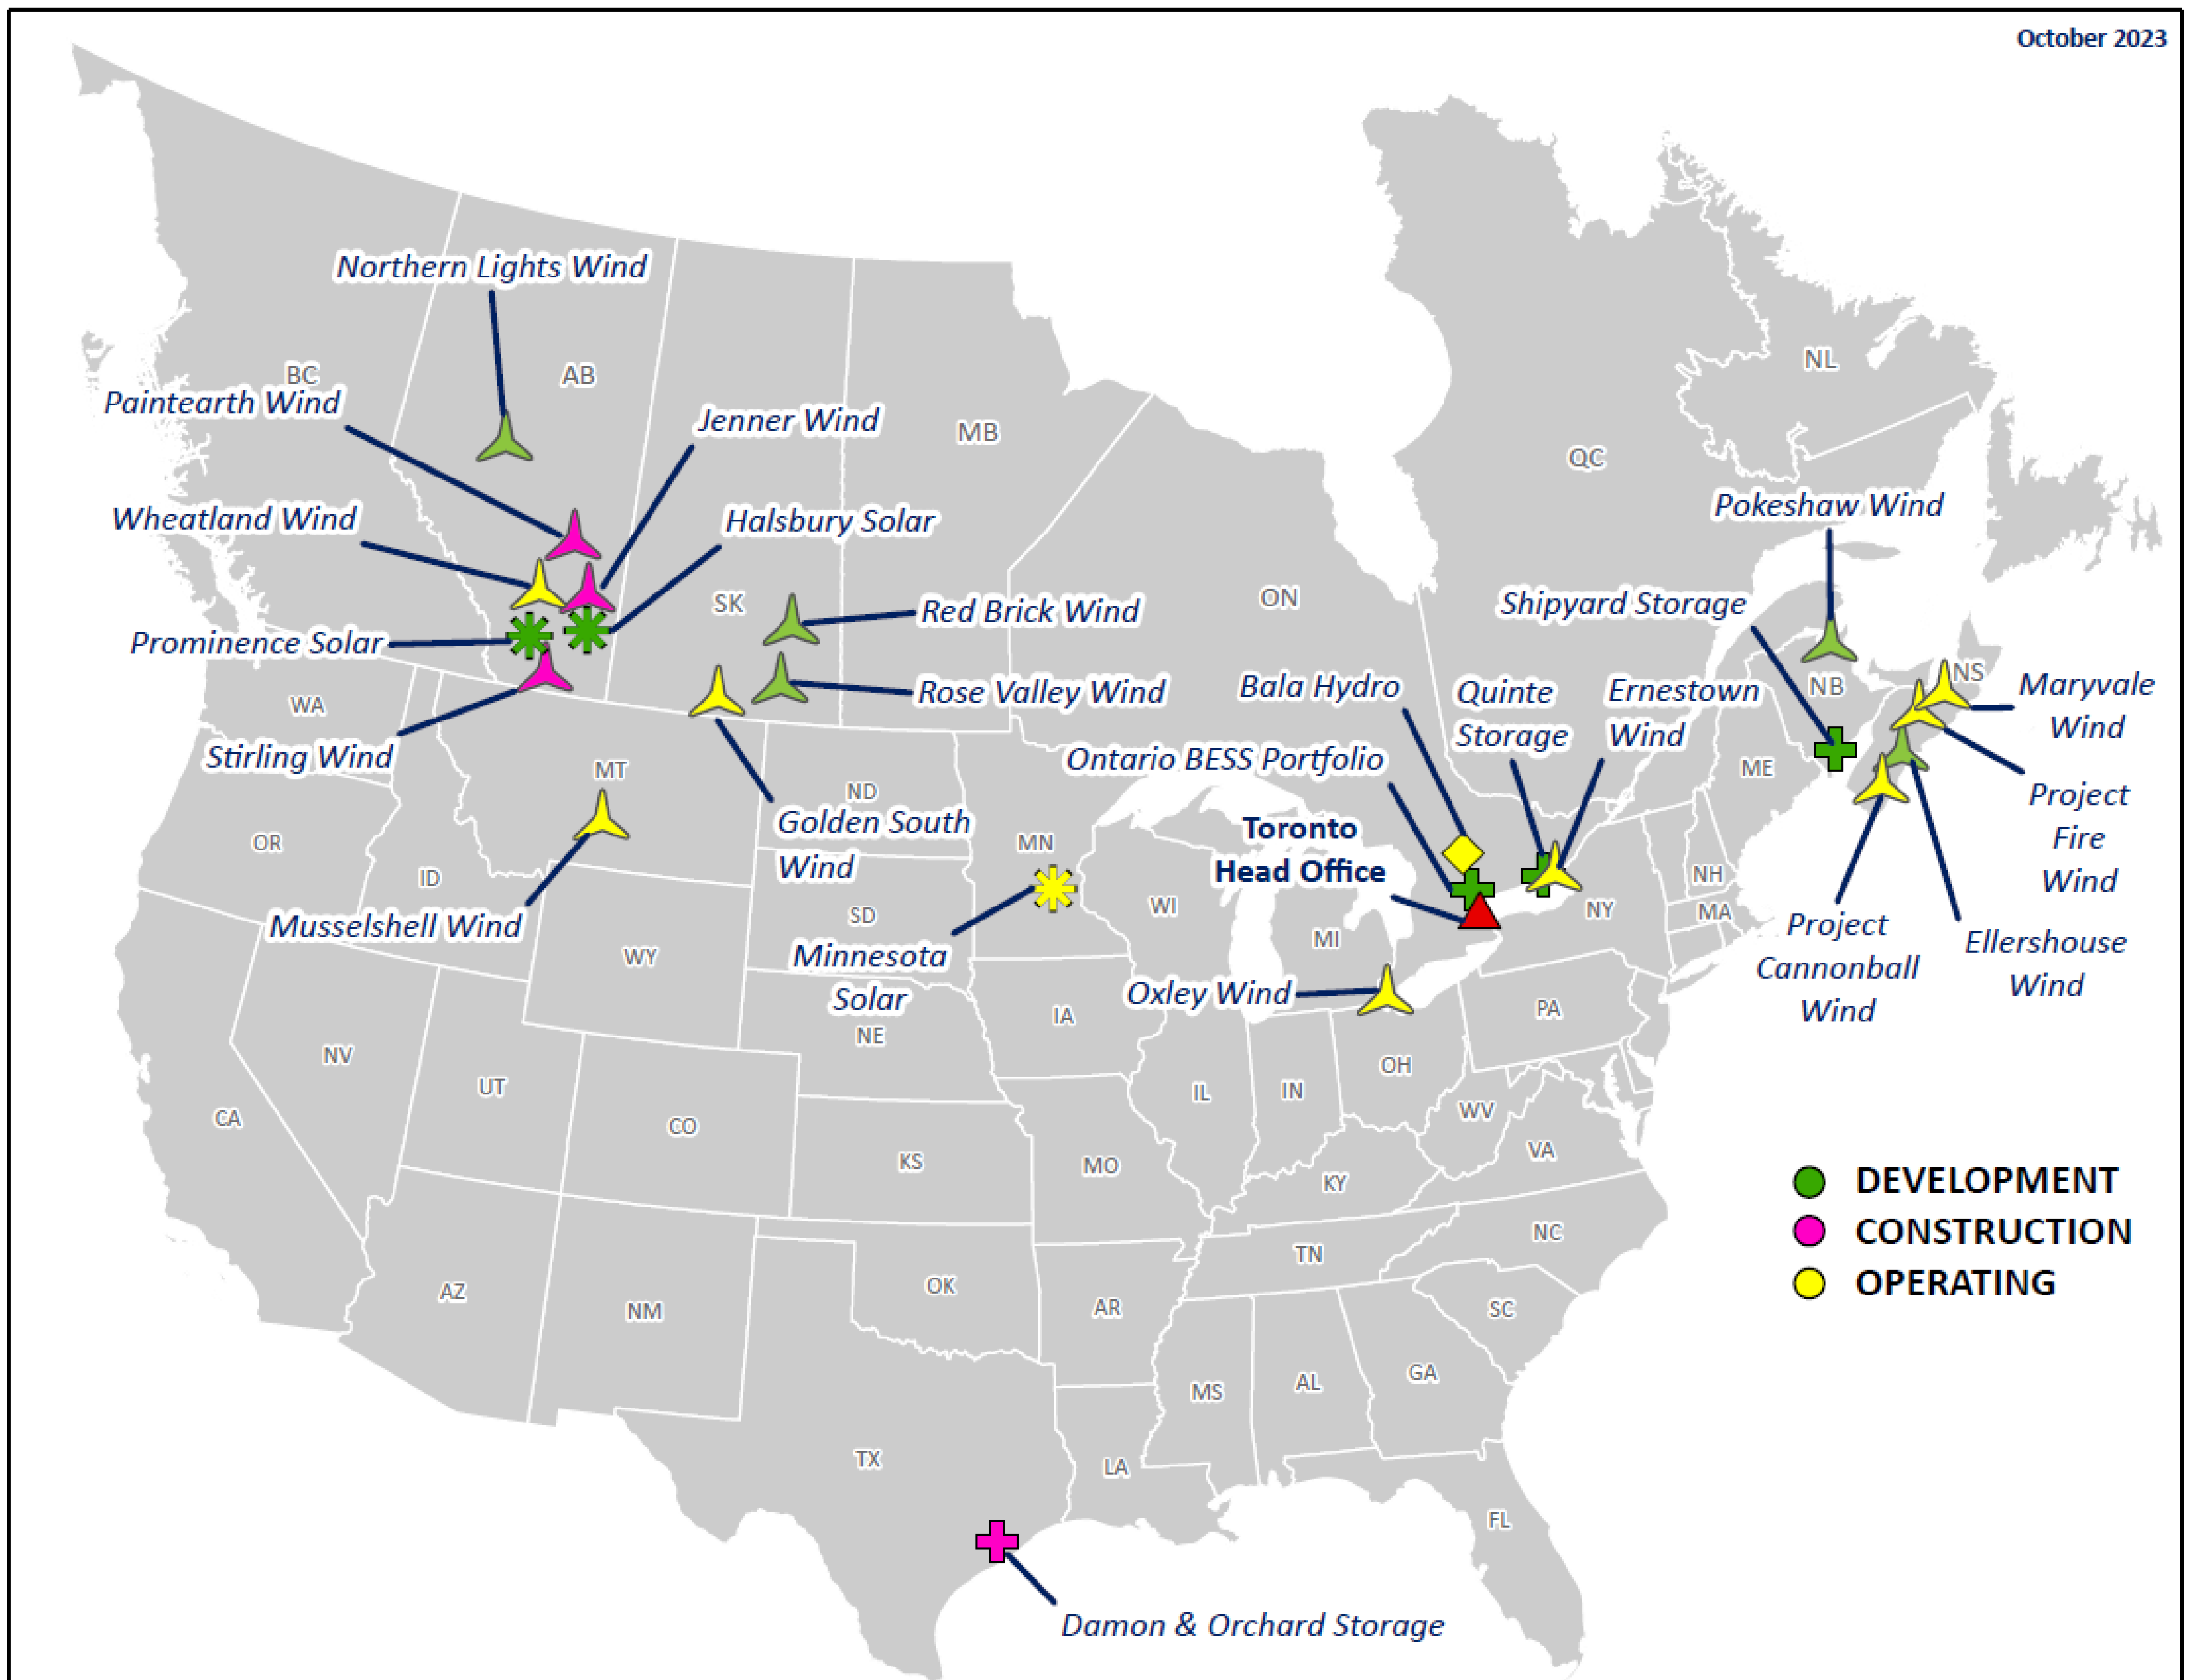 October 2023
Northern Lights Wind
NL
BC
AB
Paintearth Wind
Jenner Wind
MB
QC
Pokeshaw Wind
Wheatland Wind
Halsbury Solar
SK
ON
Shipyard Storage
Red Brick Wind
Prominence Solar
NS
Maryvale
Wind
NB
Bala Hydro
Quinte
Storage
Ernestown
Wind
Rose Valley Wind
WA
Stirling Wind
Ontario BESS Portfolio
ME
MT
ND
Project
Fire
Wind
Golden South
Wind
Toronto
Head Office
OR
MN
ID
NH
SD
WI
NY
MA
Musselshell Wind
MI
Project
Cannonball
Wind
Ellershouse
Wind
WY
Minnesota
Solar
Oxley Wind
IA
PA
NE
NV
OH
UT
IL
IN
CA
WV
CO
VA
KS
MO
KY
DEVELOPMENT
CONSTRUCTION
OPERATING
NC
TN
AZ
OK
NM
AR
SC
GA
MS
AL
TX
LA
FL
Damon & Orchard Storage